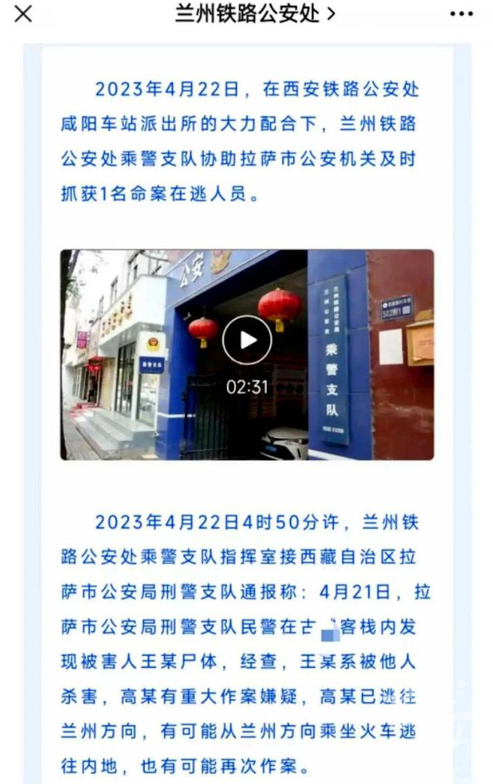 兰州铁路公安处
2023年4月22日，在西安铁路公安处
咸阳车站派出所的大力配合下，兰州铁路
公安处乘警支队协助拉萨市公安机关及时
抓获1名命案在逃人员。
公安
乘警支队
02:31
2023年4月22日4时50分许，兰州铁
路公安处乘警支队指挥室接西藏自治区拉
萨市公安局刑警支队通报称：4月21日，拉
萨市公安局刑警支队民警在古 客栈内发
现被害人王某尸体，经查，王某系被他人
杀害，高某有重大作案嫌疑，高某已逃往
兰州方向，有可能从兰州方向乘坐火车逃
往内地，也有可能再次作案。